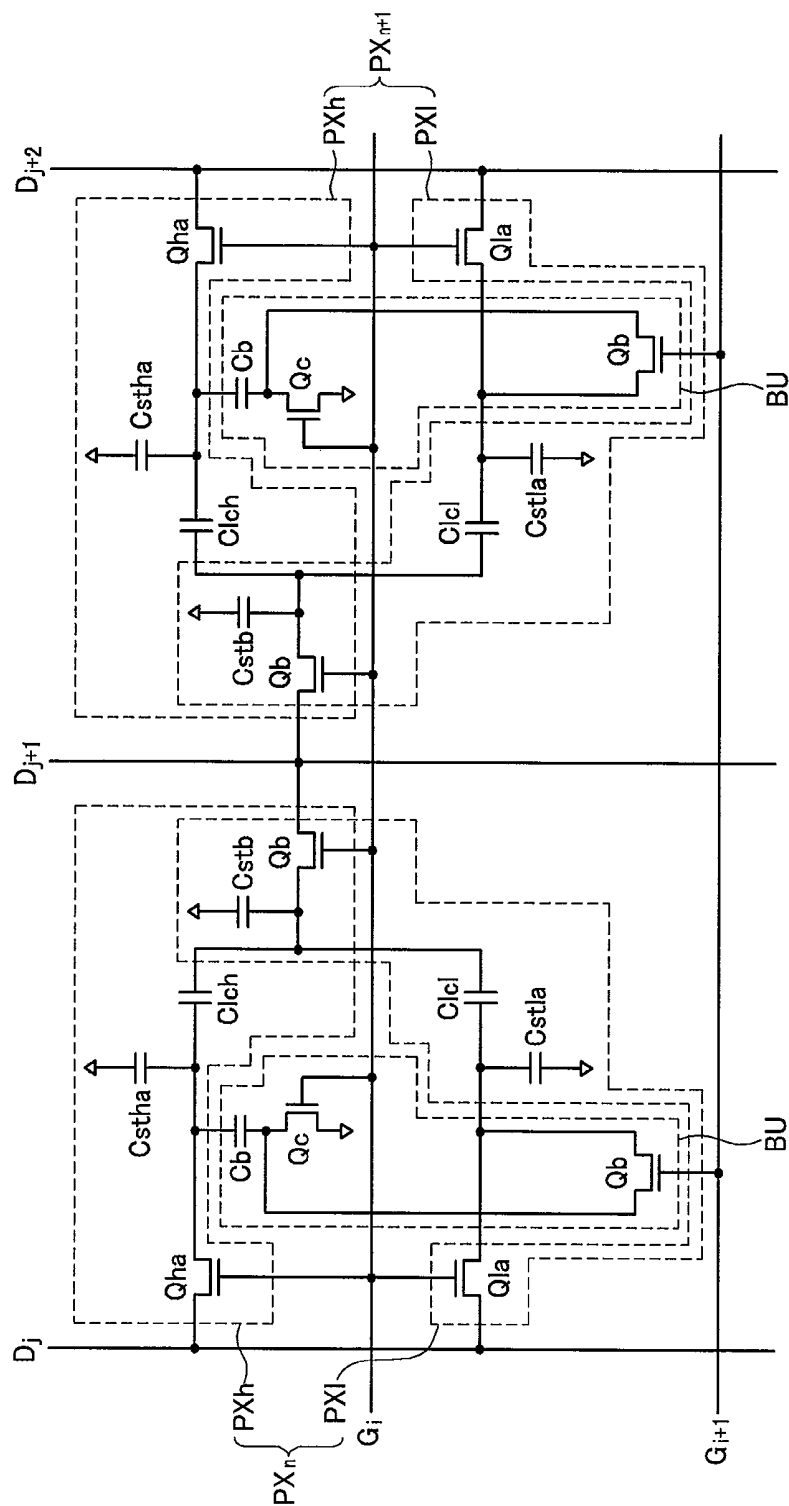 Dj Dj+1 Dj+2
Cstha Cstha
Qha Qha
PXh Cb Clch Cstb Cstb Clch Cb
PXn Qc Qb Qb Qc
PXl PXh
Gi PXn+1
PXl
Clcl Clcl
Qla Qla
Cstla Cstla
Qb Qb
Gi+1
BU BU